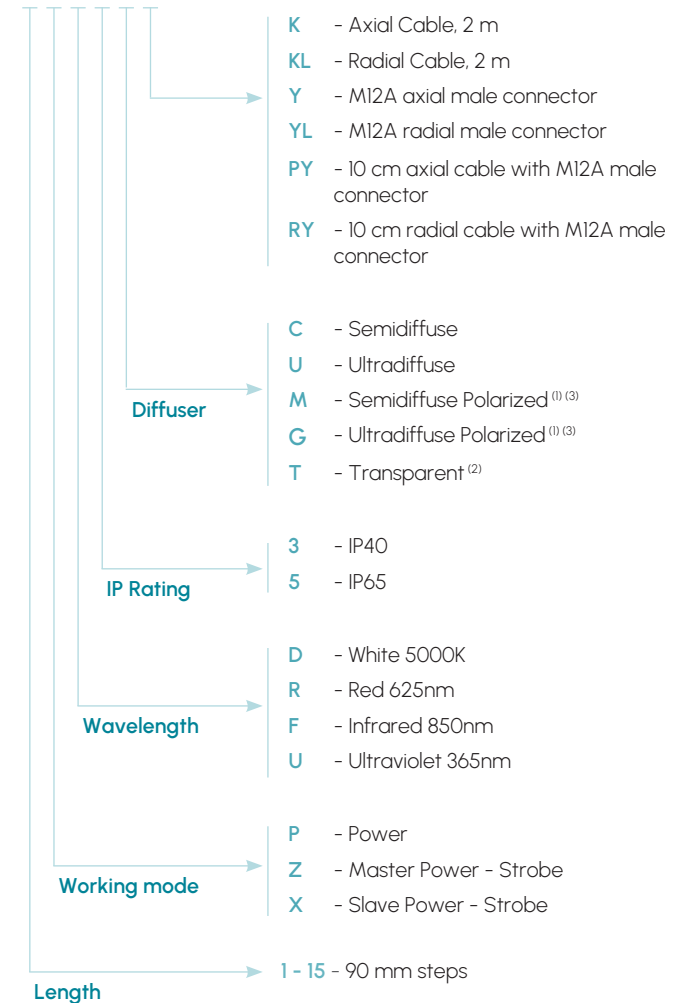 K - Axial Cable, 2 m
KL - Radial Cable, 2 m
Y - M12A axial male connector
YL - M12A radial male connector
PY - 10 cm axial cable with M12A male
connector
RY - 10 cm radial cable with M12A male
connector
C - Semidiffuse
U - Ultradiffuse
M - Semidiffuse Polarized (1) (3)
Diffuser
G - Ultradiffuse Polarized (1) (3)
T - Transparent (2)
3 - IP40
5 - IP65
IP Rating
D - White 5000K
R - Red 625nm
F - Infrared 850nm
Wavelength
U - Ultraviolet 365nm
P - Power
Z - Master Power - Strobe
Working mode
X - Slave Power - Strobe
1 - 15 - 90 mm steps
Length